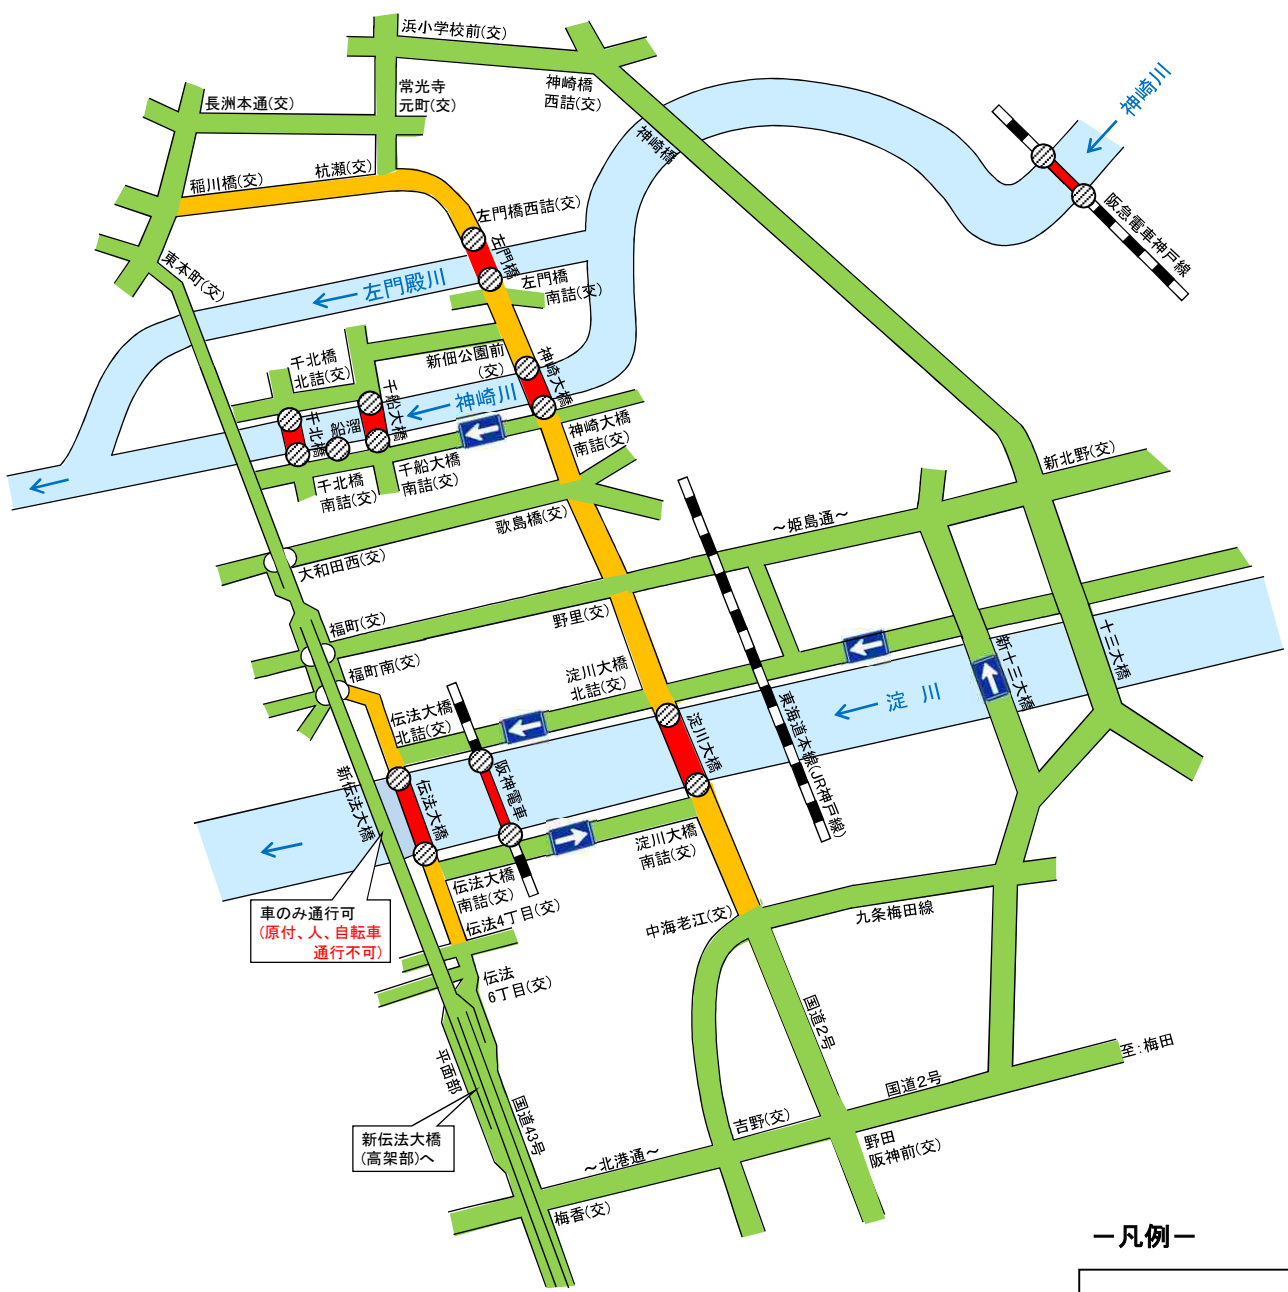 浜小学校前(交)
神崎橋
西詰(交)
常光寺
元町(交)
長洲本通(交)
神崎川
神崎橋
杭瀬(交)
稲川橋(交)
阪急電車神戸線
左門橋西詰(交)
左門橋
東本町(交)
左門殿川
左門橋
南詰(交)
千北橋
北詰(交)
新佃公園前
(交)
神崎大橋
千船大橋
神崎川
千北橋
船溜
神崎大橋
南詰(交)
千船大橋
南詰(交)
千北橋
南詰(交)
新北野(交)
歌島橋(交)
～姫島通～
大和田西(交)
福町(交)
野里(交)
福町南(交)
淀川大橋
北詰(交)
新十三大橋
十三大橋
伝法大橋
北詰(交)
東海道本線(JR神戸線)
淀川
淀川大橋
阪神電車
新伝法大橋
伝法大橋
淀川大橋
南詰(交)
伝法大橋
南詰(交)
車のみ通行可
(原付、人、自転車
通行不可)
伝法4丁目(交)
中海老江(交)
九条梅田線
伝法
6丁目(交)
国道2号
平面部
至:梅田
国道2号
国道43号
吉野(交)
新伝法大橋
(高架部)へ
野田
阪神前(交)
～北港通～
梅香(交)
－凡例－